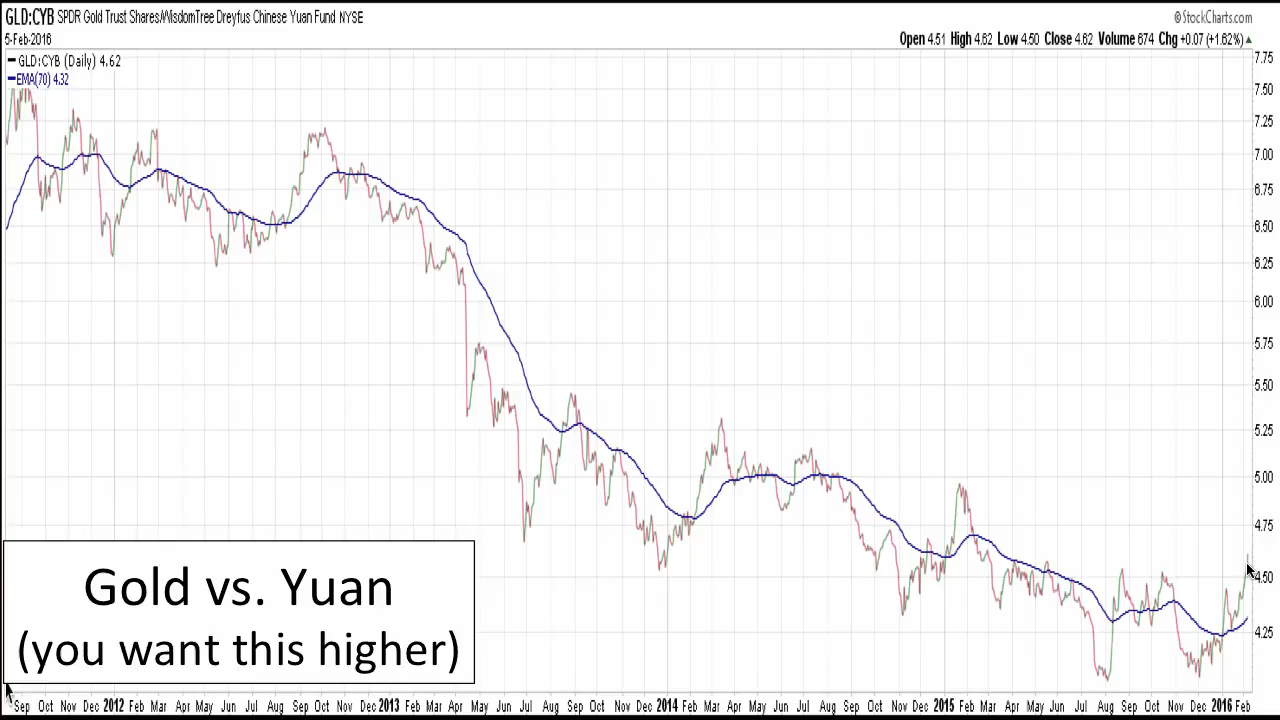 GLD:CYB SPDR Gold Trust Shares/WisdomTree Dreyfus Chinese Yuan Fund NYSE
© StockCharts.com
5-Feb-2016
Open 4.51 High 4.62 Low 4.50 Close 4.62 Volume 674 Chg +0.07 (+1.62%)
GLD:CYB (Daily) 4.62
EMA(70) 4.32
7.75
7.50
7.25
7.00
6.75
6.50
6.25
6.00
5.75
5.50
5.25
5.00
4.75
4.50
4.25
Gold vs. Yuan
(you want this higher)
Sep Oct Nov Dec 2012 Feb Mar Apr May Jun Jul Aug Sep Oct Nov Dec 2013 Feb Mar Apr May Jun Jul Aug Sep Oct Nov Dec 2014 Feb Mar Apr May Jun Jul Aug Sep Oct Nov Dec 2015 Feb Mar Apr May Jun Jul Aug Sep Oct Nov Dec 2016 Feb